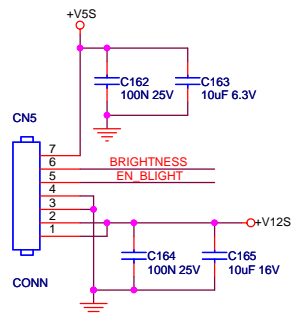 +V5S
C162
100N 25V
C163
10uF 6.3V
CN5
7
6
5
4
3
2
1
BRIGHTNESS
EN_BLIGHT
+V12S
C164
100N 25V
C165
10uF 16V
CONN